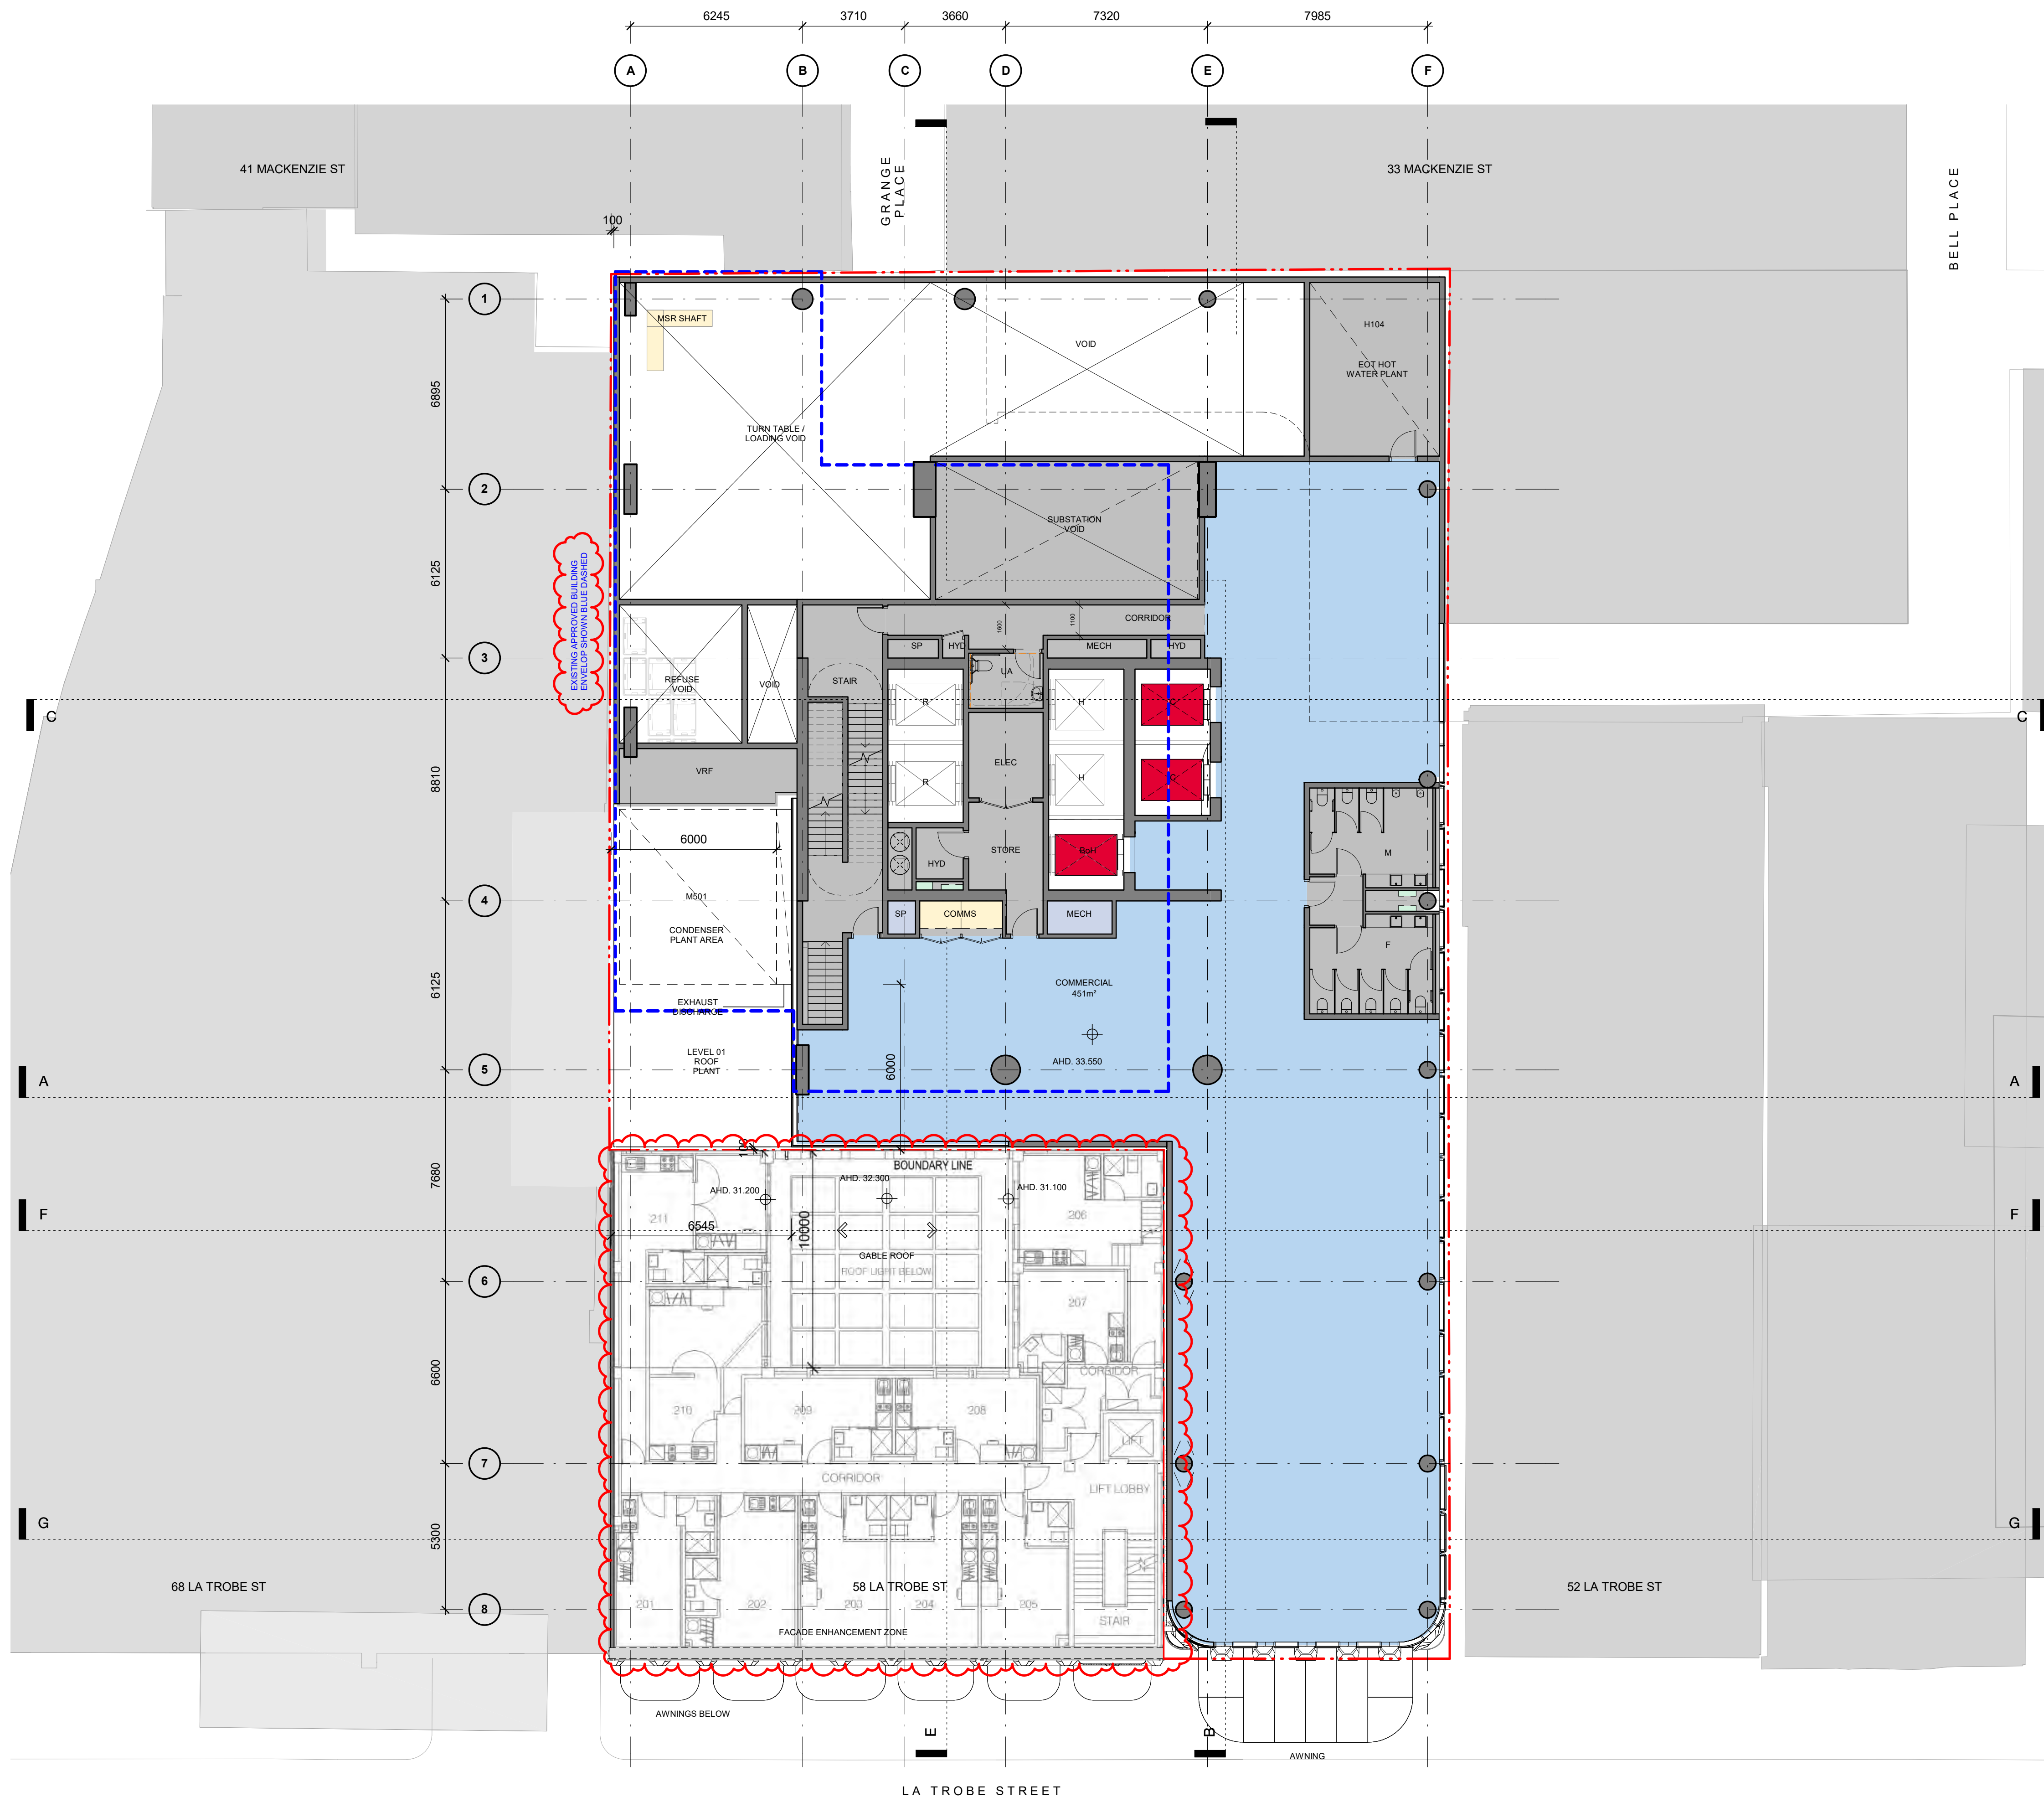 6245
3710
3660
7320
7985
A
B
C
D
E
F
41 MACKENZIE ST
GRANGE
PLACE
33 MACKENZIE ST
BELL PLACE
100
1
MSR SHAFT
H104
VOID
EOT HOT
WATER PLANT
6895
TURN TABLE /
LOADING VOID
2
SUBSTATION
VOID
6125
EXISTING APPROVED BUILDING
ENVELOP SHOWN BLUE DASHED
CORRIDOR
1600
1100
3
SP
HYD
MECH
HYD
REFUSE
VOID
VOID
STAIR
UA
R
H
C
C
C
8810
VRF
ELEC
R
H
C
6000
STORE
BoH
HYD
M
M501
4
SP
COMMS
MECH
CONDENSER
PLANT AREA
F
6125
COMMERCIAL
451m²
EXHAUST
DISCHARGE
LEVEL 01
ROOF
PLANT
6000
AHD. 33.550
5
A
A
100
BOUNDARY LINE
7680
AHD. 31.200
AHD. 32.300
AHD. 31.100
211
206
F
6545
10000
F
GABLE ROOF
ROOF LIGHT BELOW
6
207
6600
CORRIDOR
210
209
208
LIFT
7
CORRIDOR
LIFT LOBBY
G
G
5300
68 LA TROBE ST
58 LA TROBE ST
52 LA TROBE ST
8
201
202
203
204
205
STAIR
FACADE ENHANCEMENT ZONE
AWNINGS BELOW
E
B
AWNING
LA TROBE STREET